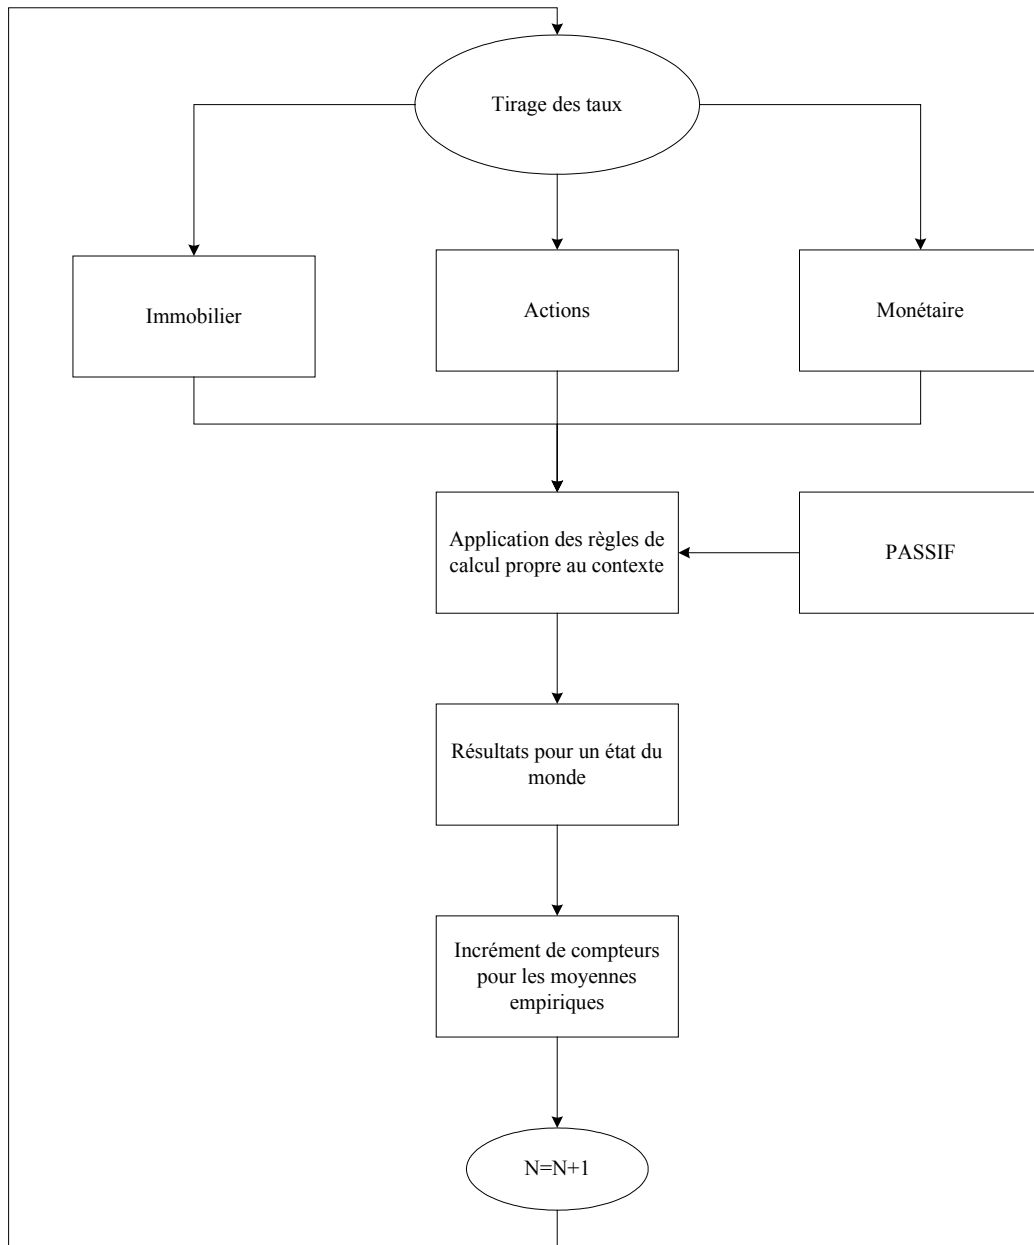 Tirage des taux
Immobilier
Actions
Monétaire
Application des règles de
calcul propre au contexte
PASSIF
Résultats pour un état du
monde
Incrément de compteurs
pour les moyennes
empiriques
N=N+1